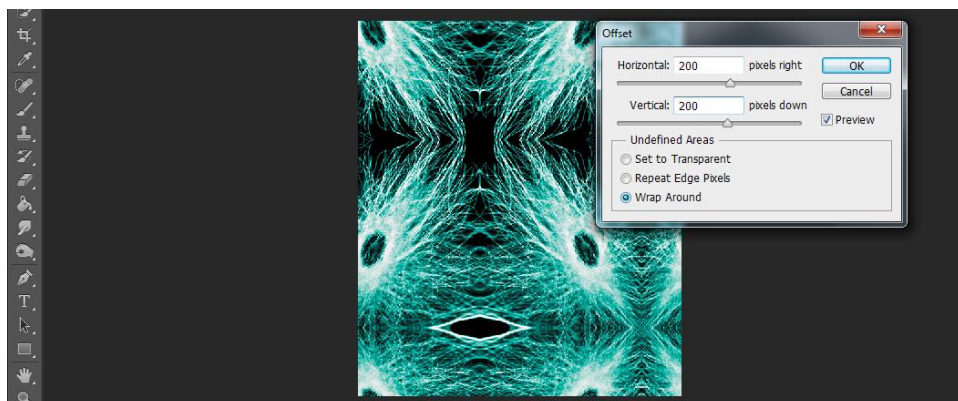 Offset
Horizontal: 200 pixels right
OK
Cancel
Vertical: 200 pixels down
Preview
Undefined Areas
Set to Transparent
Repeat Edge Pixels
Wrap Around
T